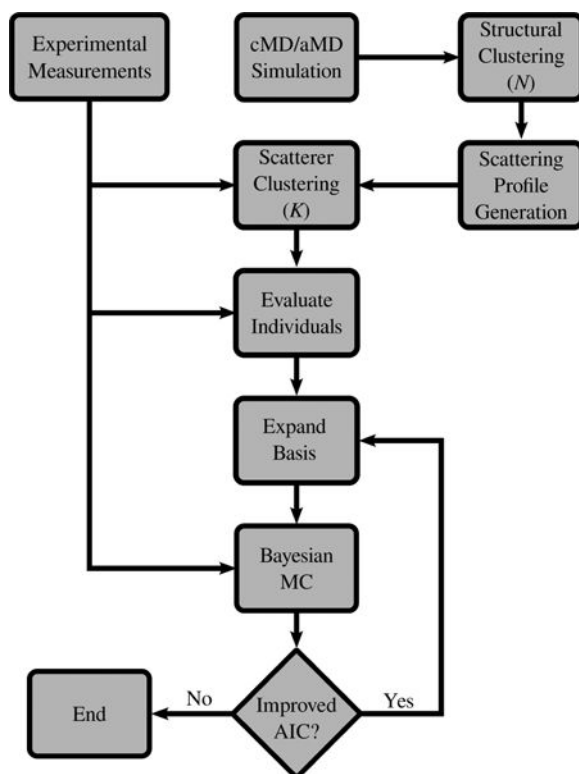 Experimental
Measurements
cMD/aMD
Simulation
Structural
Clustering
(N)
Scatterer
Clustering
(K)
Scattering
Profile
Generation
Evaluate
Individuals
Expand
Basis
Bayesian
MC
Improved
AIC?
No
Yes
End